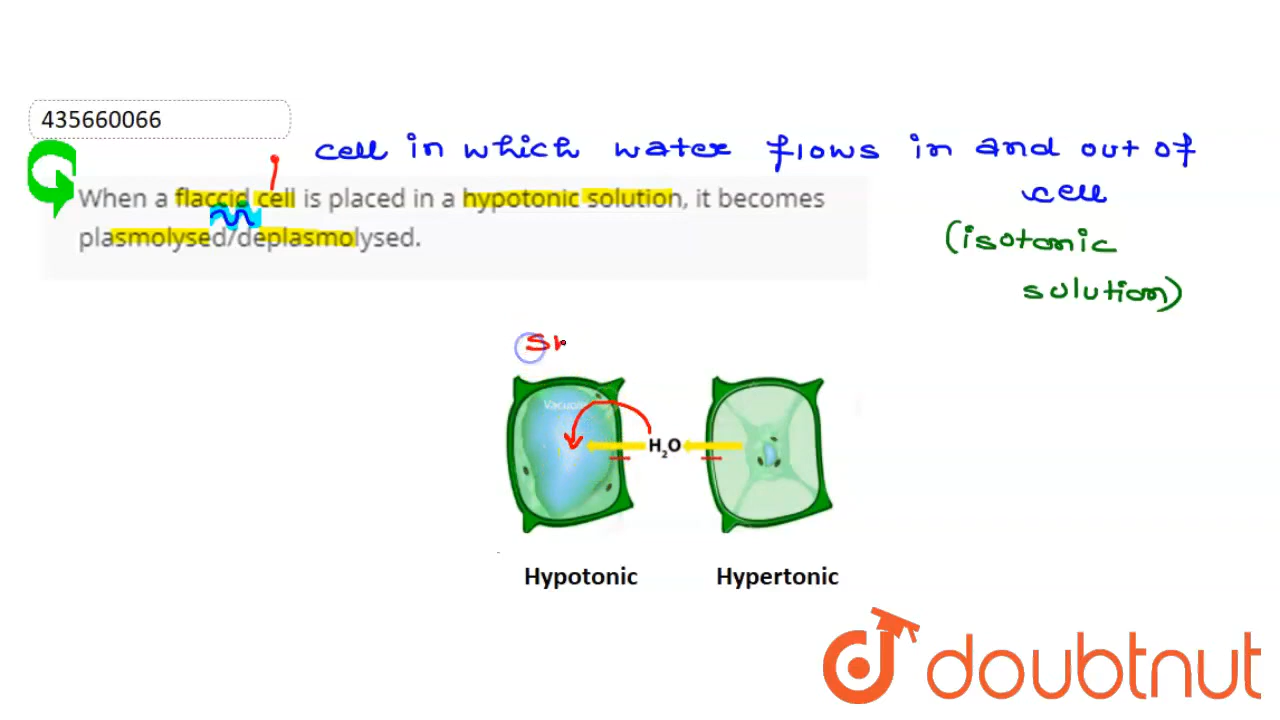 435660066
cell in which water flows in and out of
cell
When a flaccid cell is placed in a hypotonic solution, it becomes
plasmolysed/deplasmolysed.
(isotonic
solution)
Vacuole
H₂O
Hypotonic
Hypertonic
doubtnut